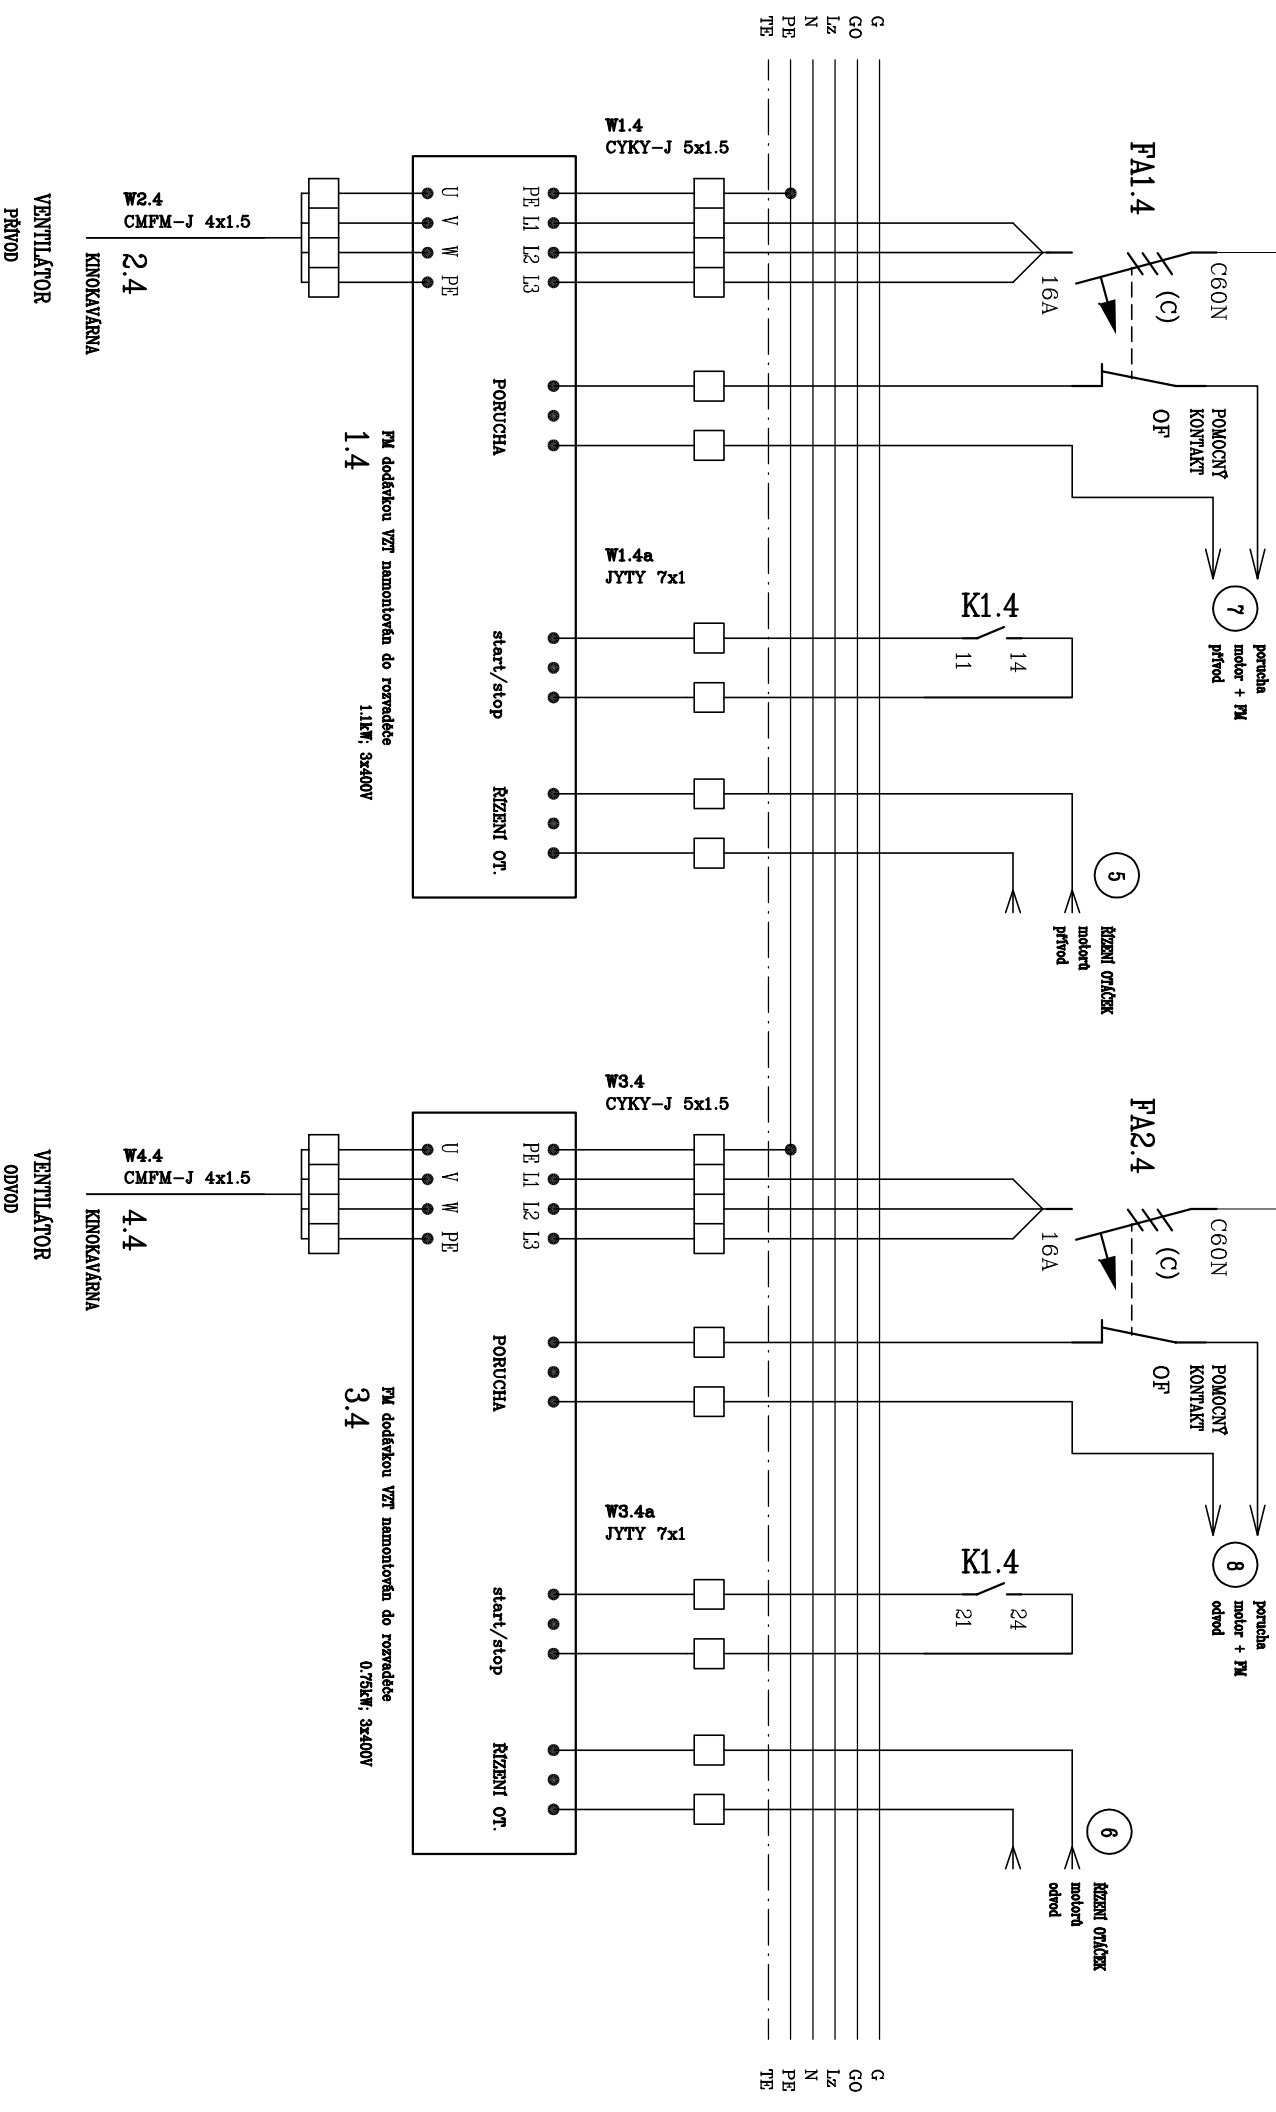 G
GO
Lz
N
PE
TE
FA1.4
C60N
(C)
16A
POMOCNÝ
KONTAKT
OF
7
porucha
motor + FM
přívod
K1.4
14
11
5
ŘÍZENÍ OTÁČEK
motorů
přívod
W1.4
CYKY-J 5x1.5
W1.4a
JYTY 7x1
PE L1 L2 L3
U V W PE
PORUCHA
start/stop
ŘÍZENÍ OT.
FM dodávkou VZT namontován do rozvaděče
1.1kW; 3x400V
1.4
W2.4
CMFM-J 4x1.5
2.4
KINOKAVÁRNA
VENTILÁTOR
PŘÍVOD
FA2.4
C60N
(C)
16A
POMOCNÝ
KONTAKT
OF
8
porucha
motor + FM
odvod
K1.4
24
21
6
ŘÍZENÍ OTÁČEK
motorů
odvod
W3.4
CYKY-J 5x1.5
W3.4a
JYTY 7x1
PE L1 L2 L3
U V W PE
PORUCHA
start/stop
ŘÍZENÍ OT.
FM dodávkou VZT namontován do rozvaděče
0.75kW; 3x400V
3.4
W4.4
CMFM-J 4x1.5
4.4
KINOKAVÁRNA
VENTILÁTOR
ODVOD
G
GO
Lz
N
PE
TE